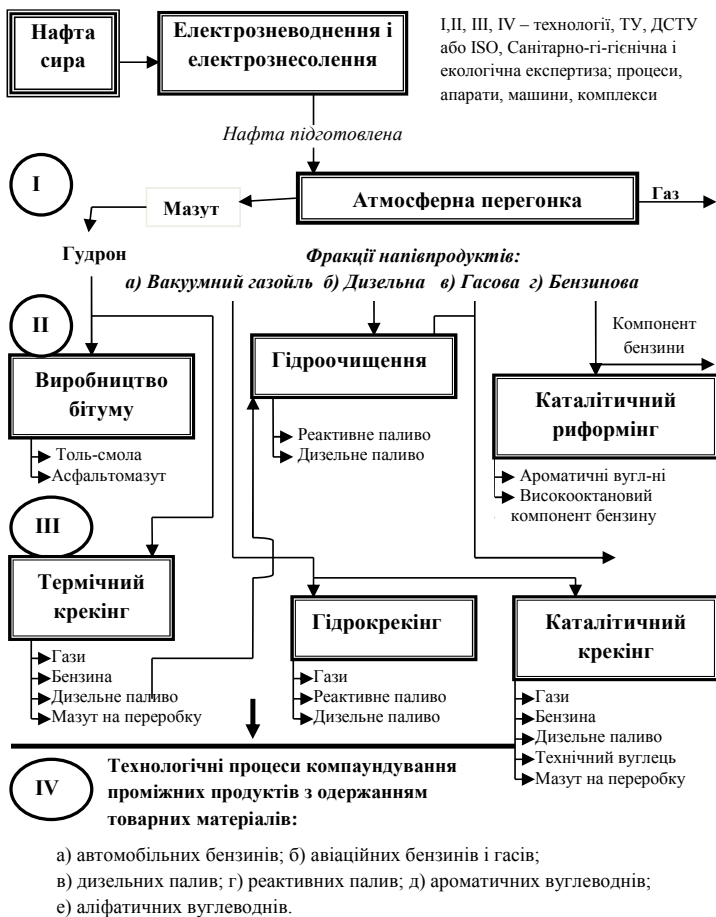 Нафта
сира
Електрозневоднення і
електрознесолення
I,II, III, IV – технології, ТУ, ДСТУ
або ISO, Санітарно-гі-гієнічна і
екологічна експертиза; процеси,
апарати, машини, комплекси
Нафта підготовлена
I
Мазут
Атмосферна перегонка
Газ
Гудрон
Фракції напівпродуктів:
а) Вакуумний газойль б) Дизельна в) Гасова г) Бензинова
II
Виробництво
бітуму
Толь-смола
Асфальтомазут
Гідроочищення
Реактивне паливо
Дизельне паливо
Компонент
бензини
Каталітичний
риформінг
Ароматичні вугл-ні
Високооктановий
компонент бензину
III
Термічний
крекінг
Гази
Бензина
Дизельне паливо
Мазут на переробку
Гідрокрекінг
Гази
Реактивне паливо
Дизельне паливо
Каталітичний
крекінг
Гази
Бензина
Дизельне паливо
Технічний вуглець
Мазут на переробку
IV
Технологічні процеси компаундування
проміжних продуктів з одержанням
товарних матеріалів:
а) автомобільних бензинів; б) авіаційних бензинів і гасів;
в) дизельних палив; г) реактивних палив; д) ароматичних вуглеводнів;
е) аліфатичних вуглеводнів.